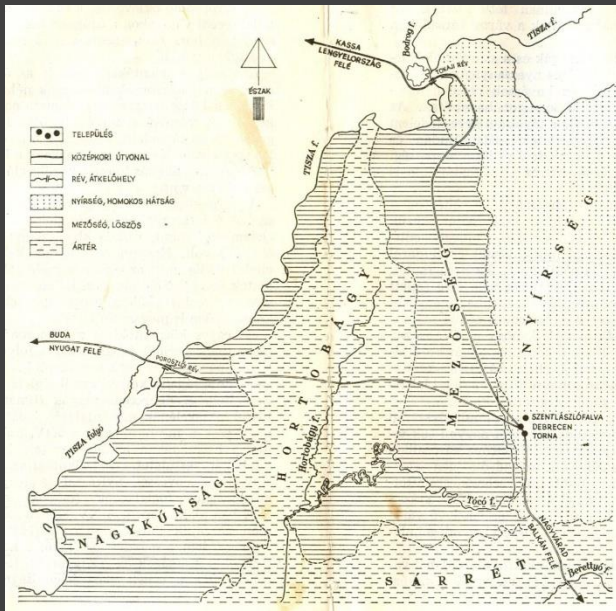 KASSA
LENGYELORSZÁG
FELÉ
Bodrog f.
TOKAJI RÉV
TISZA f.
ÉSZAK
TELEPÜLÉS
KÖZÉPKORI ÚTVONAL
RÉV, ÁTKELŐHELY
NYÍRSÉG, HOMOKOS HÁTSÁG
MEZŐSÉG, LÖSZÖS
ÁRTÉR
TISZA f.
NYÍRSÉG
MEZŐSÉG
HORTOBÁGY
BUDA
NYUGAT FELÉ
POROSZLÓI RÉV
Hortobágy f.
TISZA folyó
SZENTLÁSZLÓFALVA
DEBRECEN
TORNA
NAGYKÚNSÁG
Tócó f.
NAGYVÁRAD
BALKÁN FELÉ
SÁRRÉT
Berettyó f.